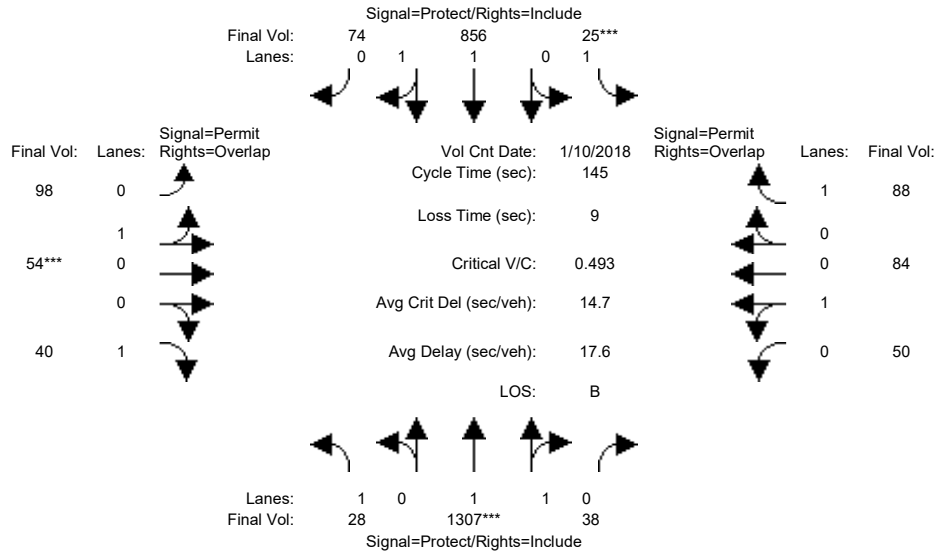 Signal=Protect/Rights=Include
Final Vol: 74 856 25***
Lanes: 0 1 1 0 1
Signal=Permit Signal=Permit
Final Vol: Lanes: Rights=Overlap Vol Cnt Date: 1/10/2018 Rights=Overlap Lanes: Final Vol:
Cycle Time (sec): 145
98 0 1 88
Loss Time (sec): 9
1 0
54*** 0 Critical V/C: 0.493 0 84
0 Avg Crit Del (sec/veh): 14.7 1
40 1 Avg Delay (sec/veh): 17.6 0 50
LOS: B
Lanes: 1 0 1 1 0
Final Vol: 28 1307*** 38
Signal=Protect/Rights=Include